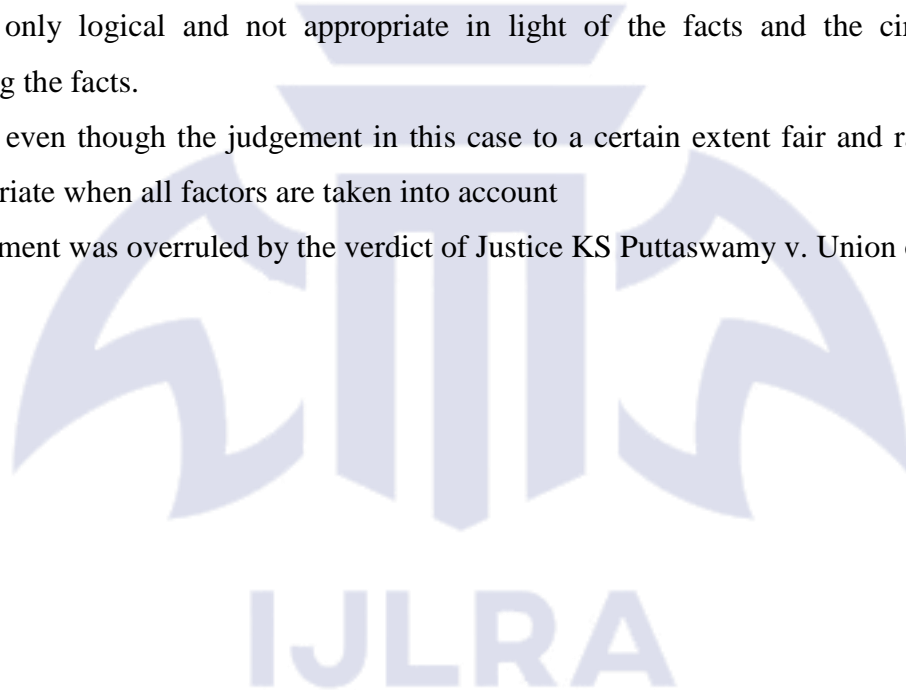 only logical and not appropriate in light of the facts and the
g the facts.
even though the judgement in this case to a certain extent fair and
riate when all factors are taken into account
ment was overruled by the verdict of Justice KS Puttaswamy v. Union
IJLRA